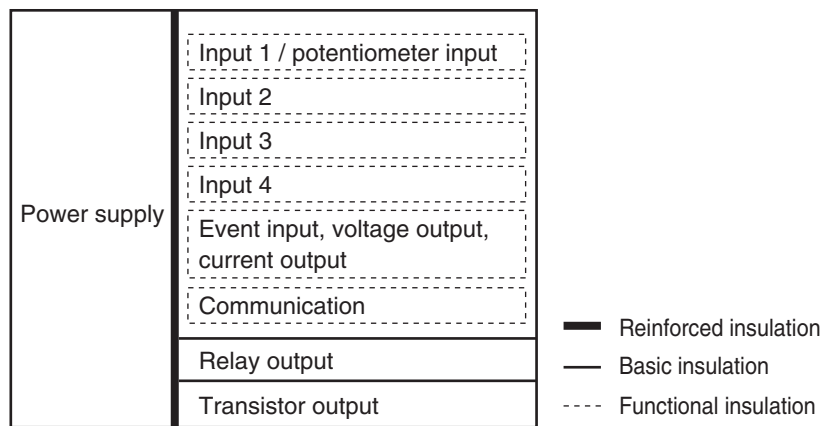 Power supply
Input 1 / potentiometer input
Input 2
Input 3
Input 4
Event input, voltage output,
current output
Communication
Relay output
Transistor output
Reinforced insulation
Basic insulation
Functional insulation